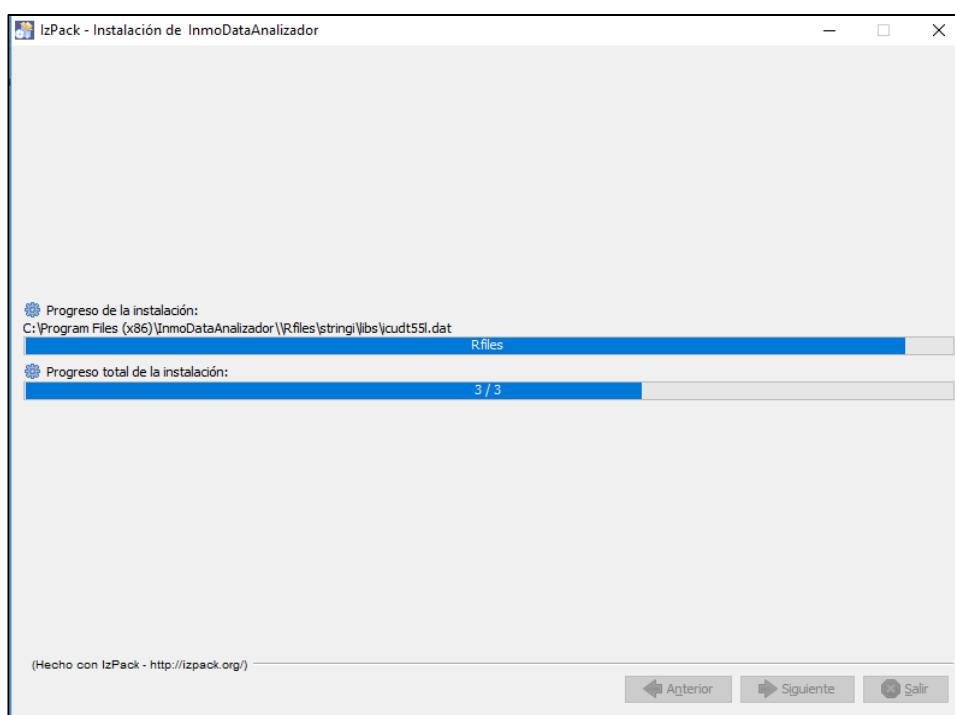 IzPack - Instalación de InmoDataAnalizador
Progreso de la instalación:
C:\Program Files (x86)\InmoDataAnalizador\\Rfiles\stringi\libs\icudt55l.dat
Rfiles
Progreso total de la instalación:
3 / 3
(Hecho con IzPack - http://izpack.org/)
Anterior Siguiente Salir